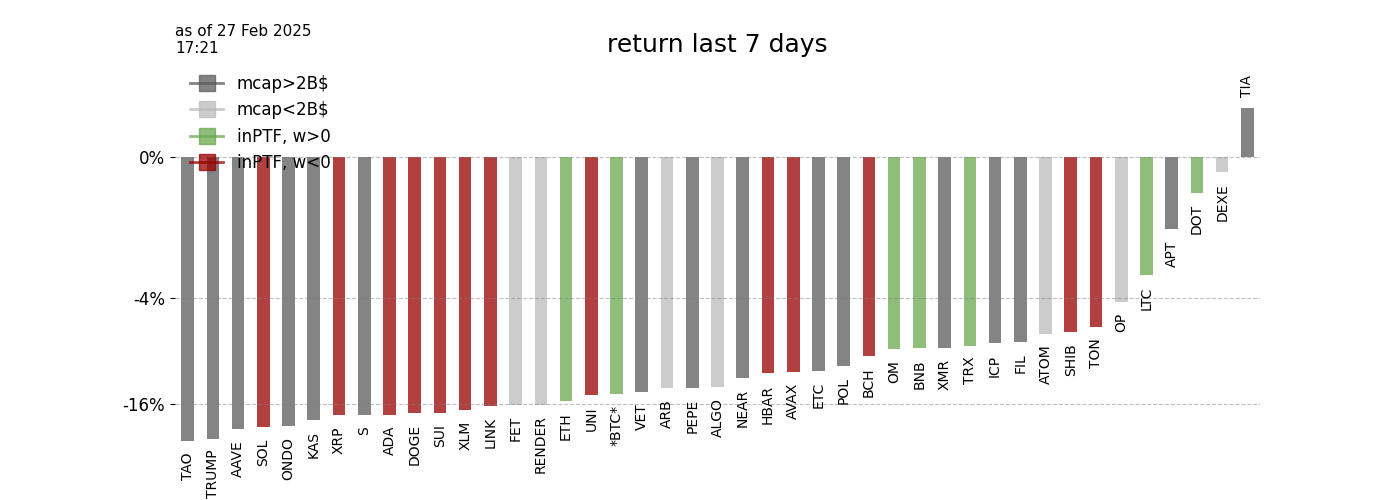 as of 27 Feb 2025
17:21
return last 7 days
mcap>2B$
mcap<2B$
inPTF, w>0
inPTF, w<0
0%
-4%
-16%
TAO
TRUMP
AAVE
SOL
ONDO
KAS
XRP
S
ADA
DOGE
SUI
XLM
LINK
FET
RENDER
ETH
UNI
*BTC*
VET
ARB
PEPE
ALGO
NEAR
HBAR
AVAX
ETC
POL
BCH
OM
BNB
XMR
TRX
ICP
FIL
ATOM
SHIB
TON
OP
LTC
APT
DOT
DEXE
TIA